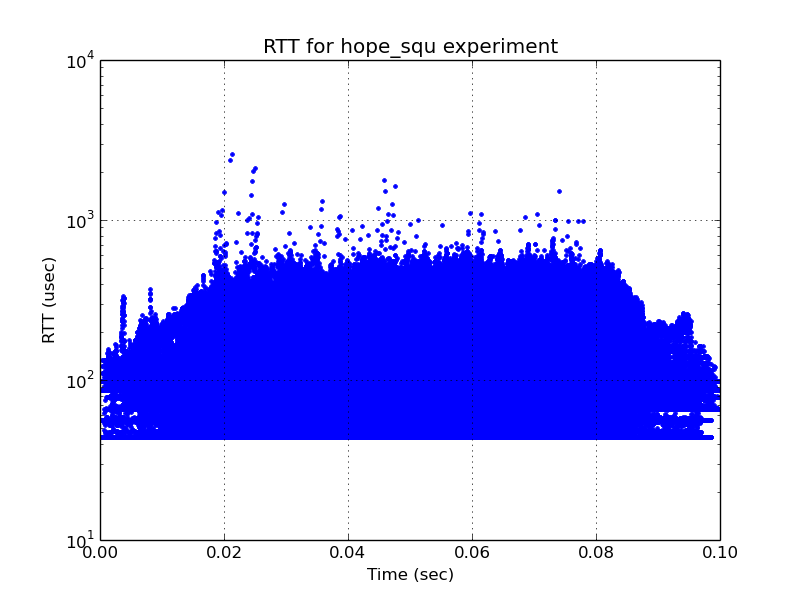 RTT for hope_squ experiment
RTT (usec)
10^4
10^3
10^2
10^1
0.00 0.02 0.04 0.06 0.08 0.10
Time (sec)